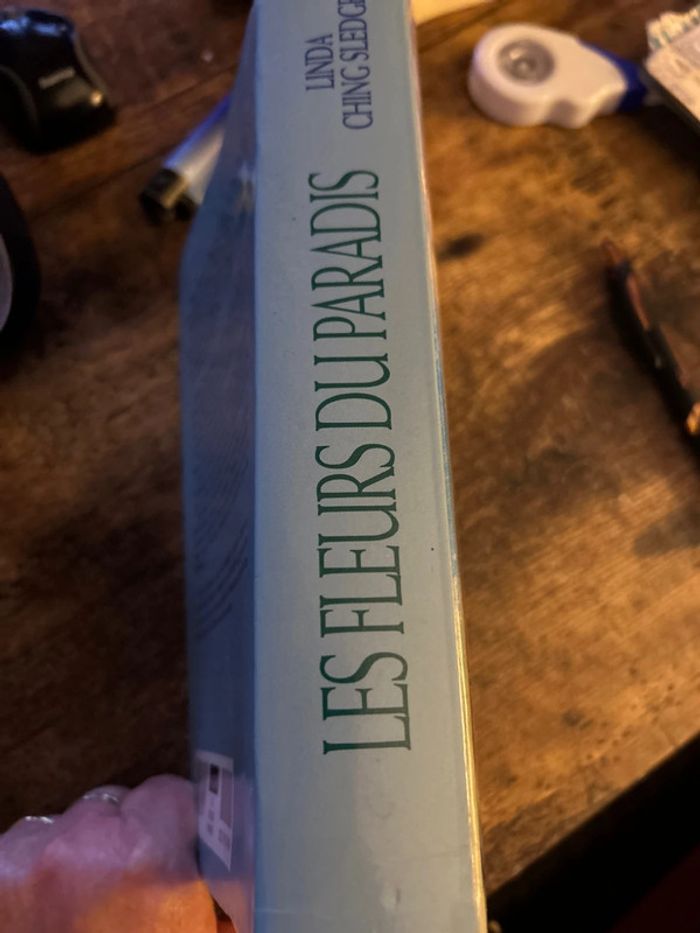 LINDA
CHING SLEDGE
LES FLEURS DU PARADIS